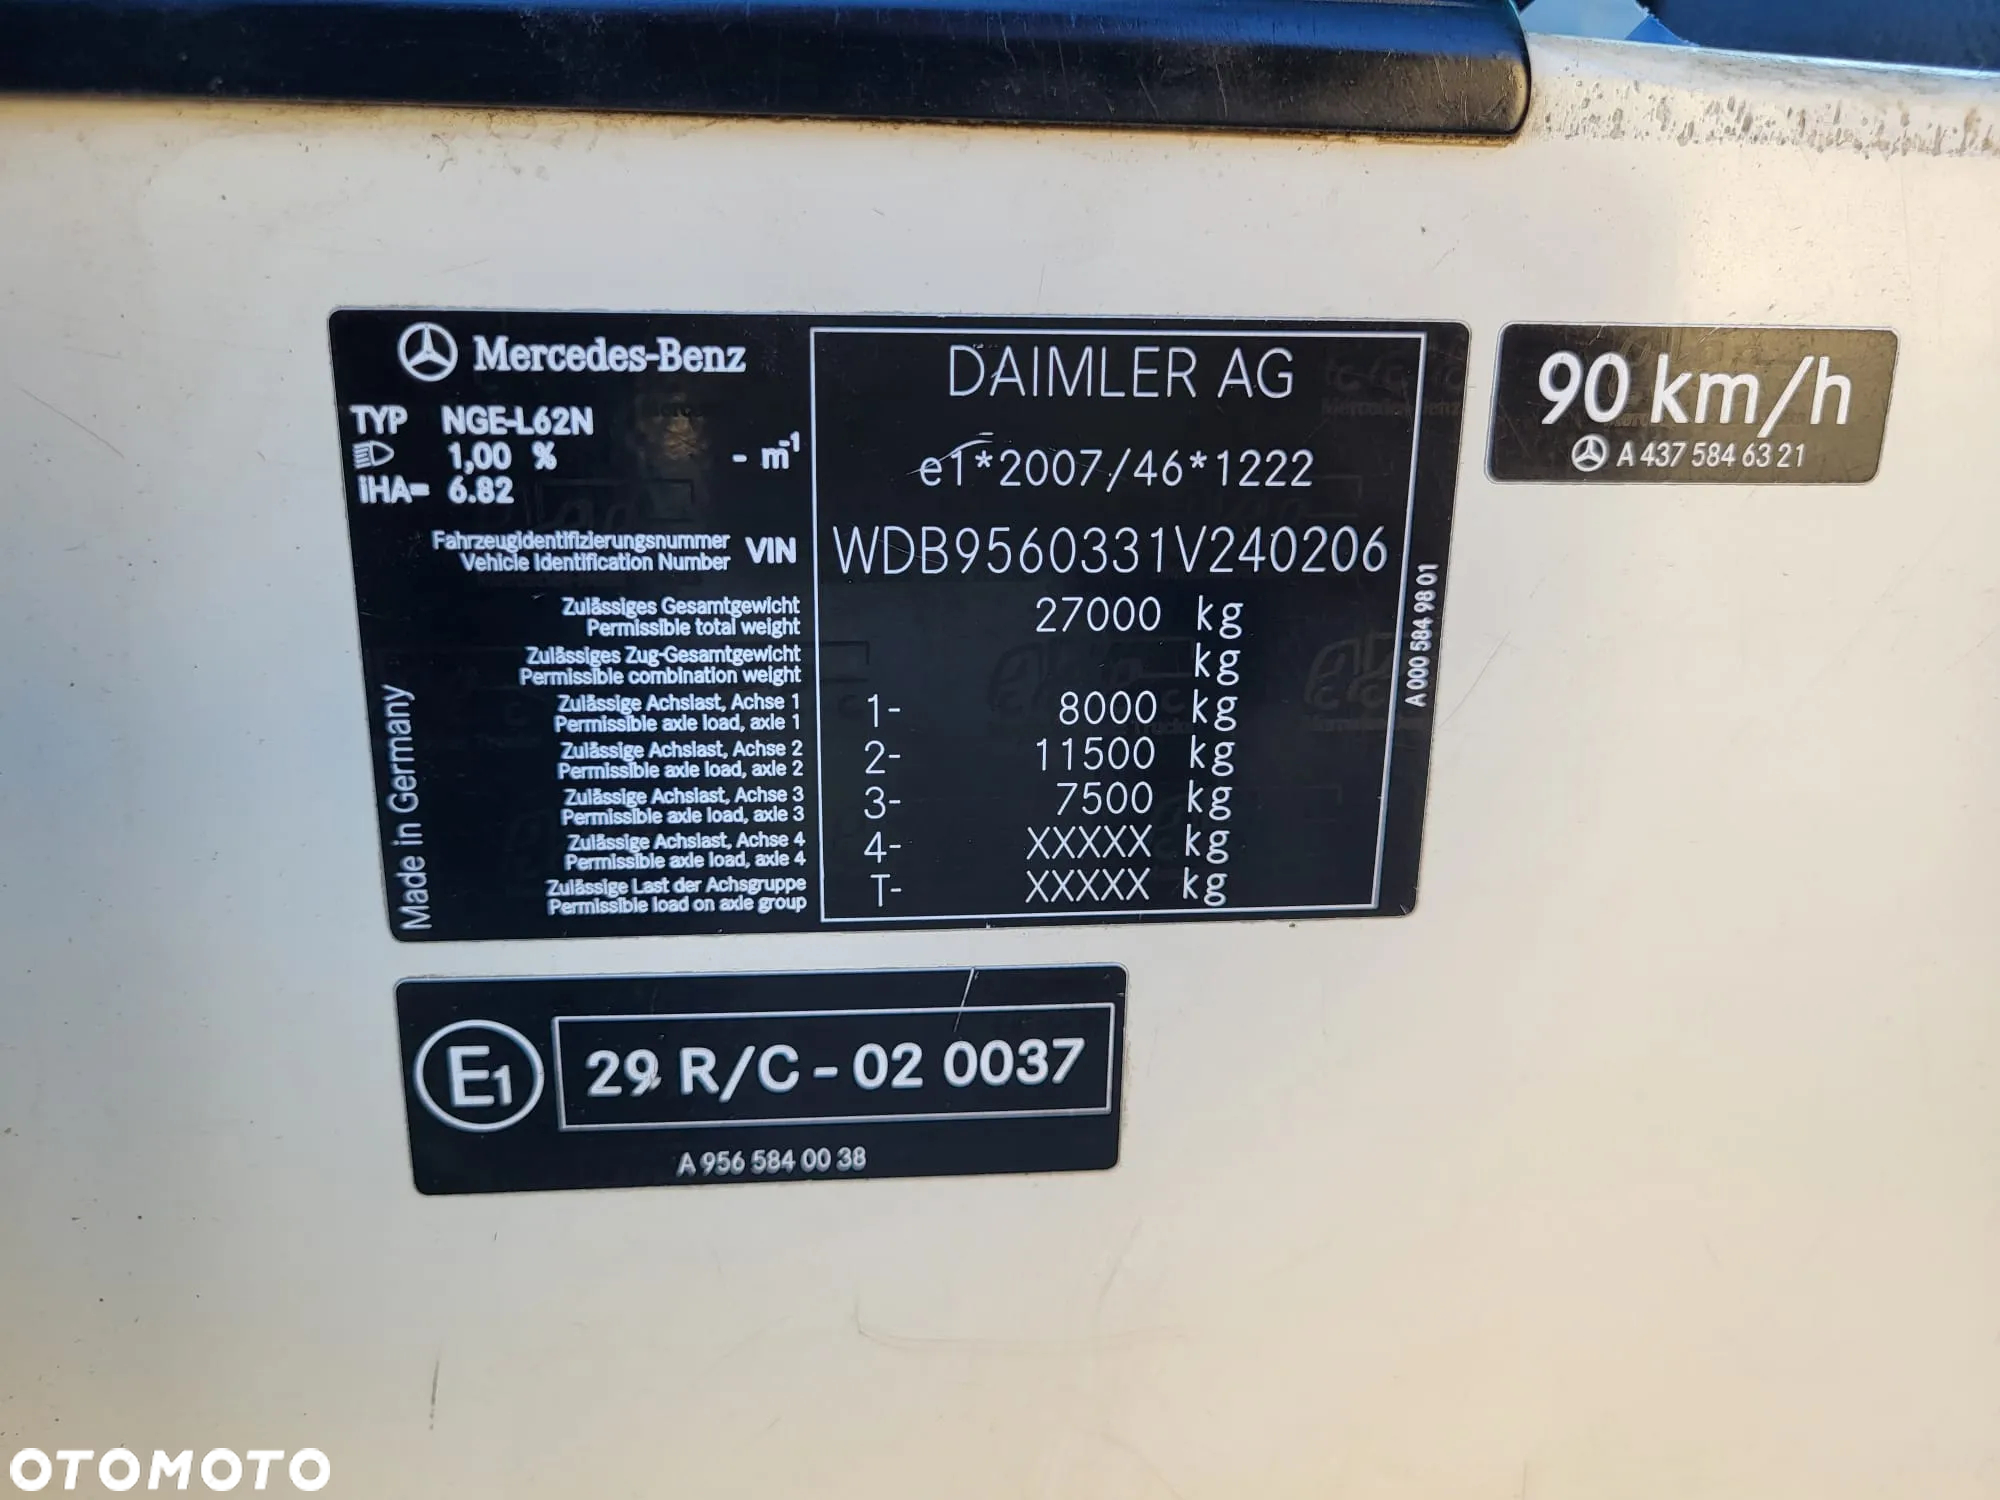 Mercedes-Benz
TYP NGE-L62N
1,00 % - m⁻¹
iHA= 6.82
DAIMLER AG
e1*2007/46*1222
Fahrzeugidentifizierungsnummer
Vehicle Identification Number
VIN WDB9560331V240206
Zulässiges Gesamtgewicht
Permissible total weight
27000 kg
Zulässiges Zug-Gesamtgewicht
Permissible combination weight
kg
Zulässige Achslast, Achse 1
Permissible axle load, axle 1
1- 8000 kg
Zulässige Achslast, Achse 2
Permissible axle load, axle 2
2- 11500 kg
Zulässige Achslast, Achse 3
Permissible axle load, axle 3
3- 7500 kg
Zulässige Achslast, Achse 4
Permissible axle load, axle 4
4- XXXXX kg
Zulässige Last der Achsgruppe
Permissible load on axle group
T- XXXXX kg
Made in Germany
A 000 584 98 01
90 km/h
A 437 584 63 21
E1 29 R/C - 02 0037
A 956 584 00 38
OTOMOTO